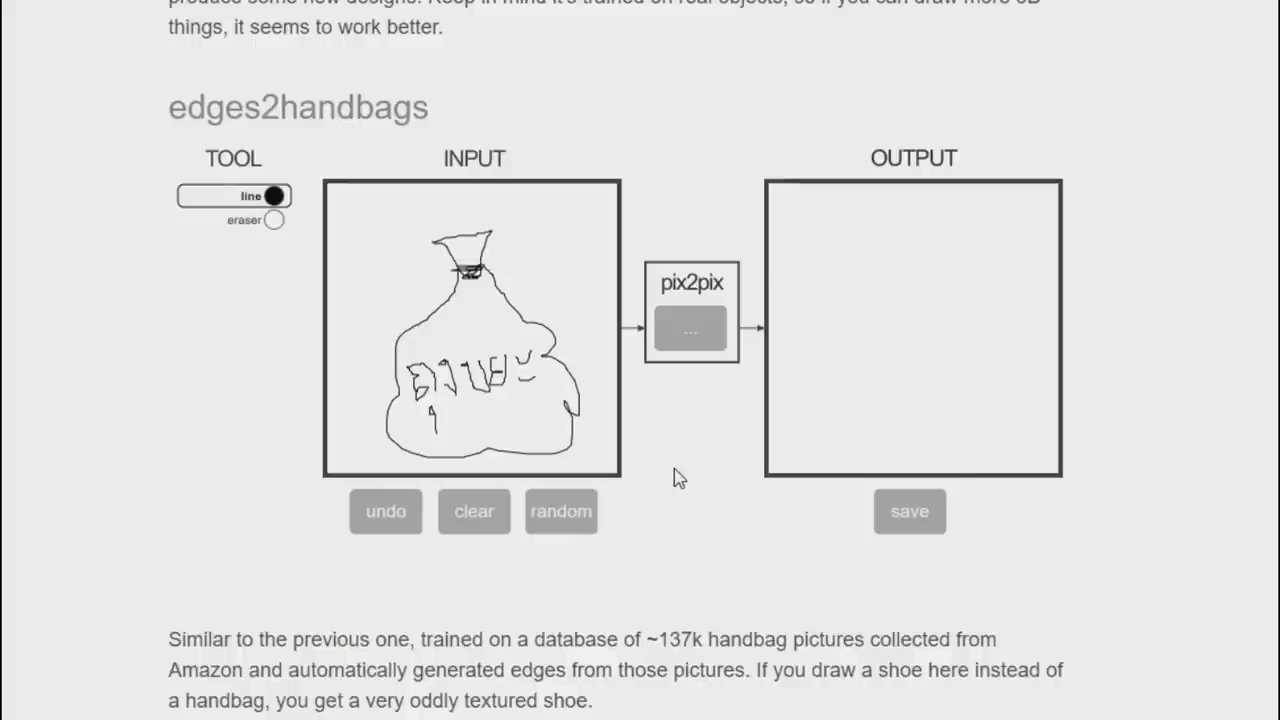 things, it seems to work better.
edges2handbags
TOOL
INPUT
OUTPUT
line
eraser
pix2pix
...
undo
clear
random
save
Similar to the previous one, trained on a database of ~137k handbag pictures collected from
Amazon and automatically generated edges from those pictures. If you draw a shoe here instead of
a handbag, you get a very oddly textured shoe.